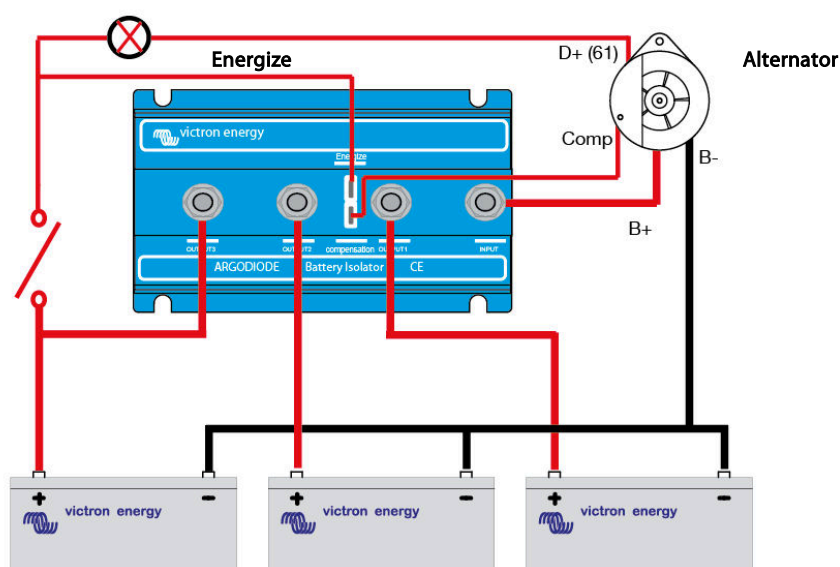 D+ (61)
Energize
Alternator
victron energy
Comp
Energize
B-
B+
OUTPUT3
OUTPUT2
compensation
OUTPUT1
INPUT
ARGODIODE
Battery Isolator
CE
+
-
+
-
+
-
victron energy
victron energy
victron energy